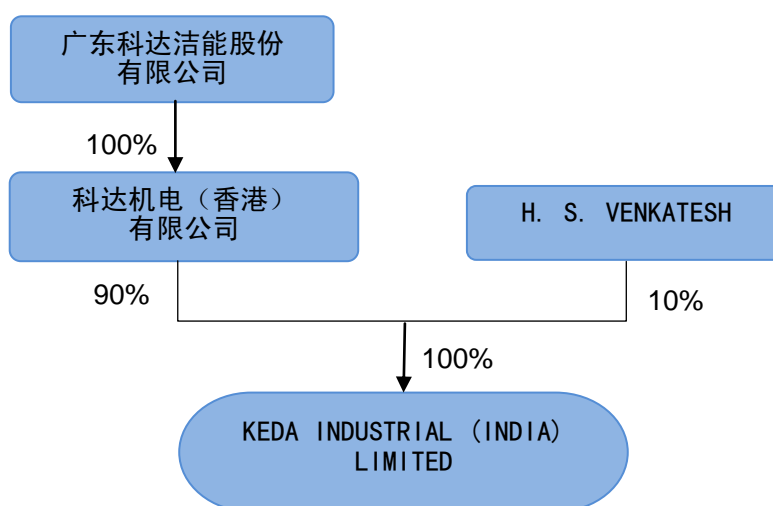 广东科达洁能股份
有限公司
100%
科达机电（香港）
有限公司
H. S. VENKATESH
90%
10%
100%
KEDA INDUSTRIAL (INDIA)
LIMITED